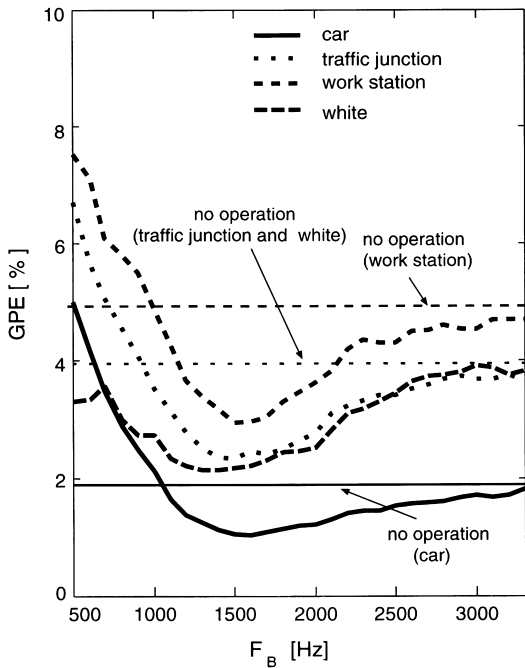 10
8
6
4
2
0
GPE [ % ]
car
traffic junction
work station
white
no operation
(traffic junction and white)
no operation
(work station)
no operation
(car)
500 1000 1500 2000 2500 3000
F B [Hz]